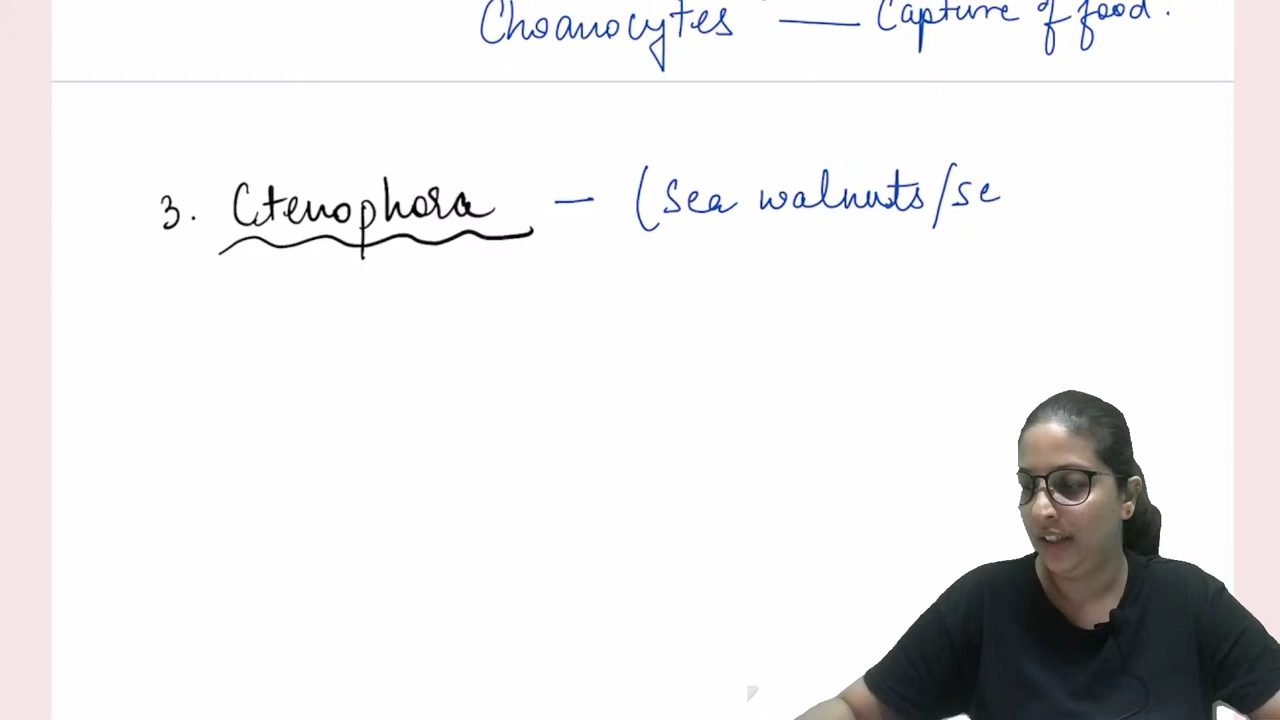 Choanocytes — Capture of food.
3. Ctenophora — (Sea walnuts/se